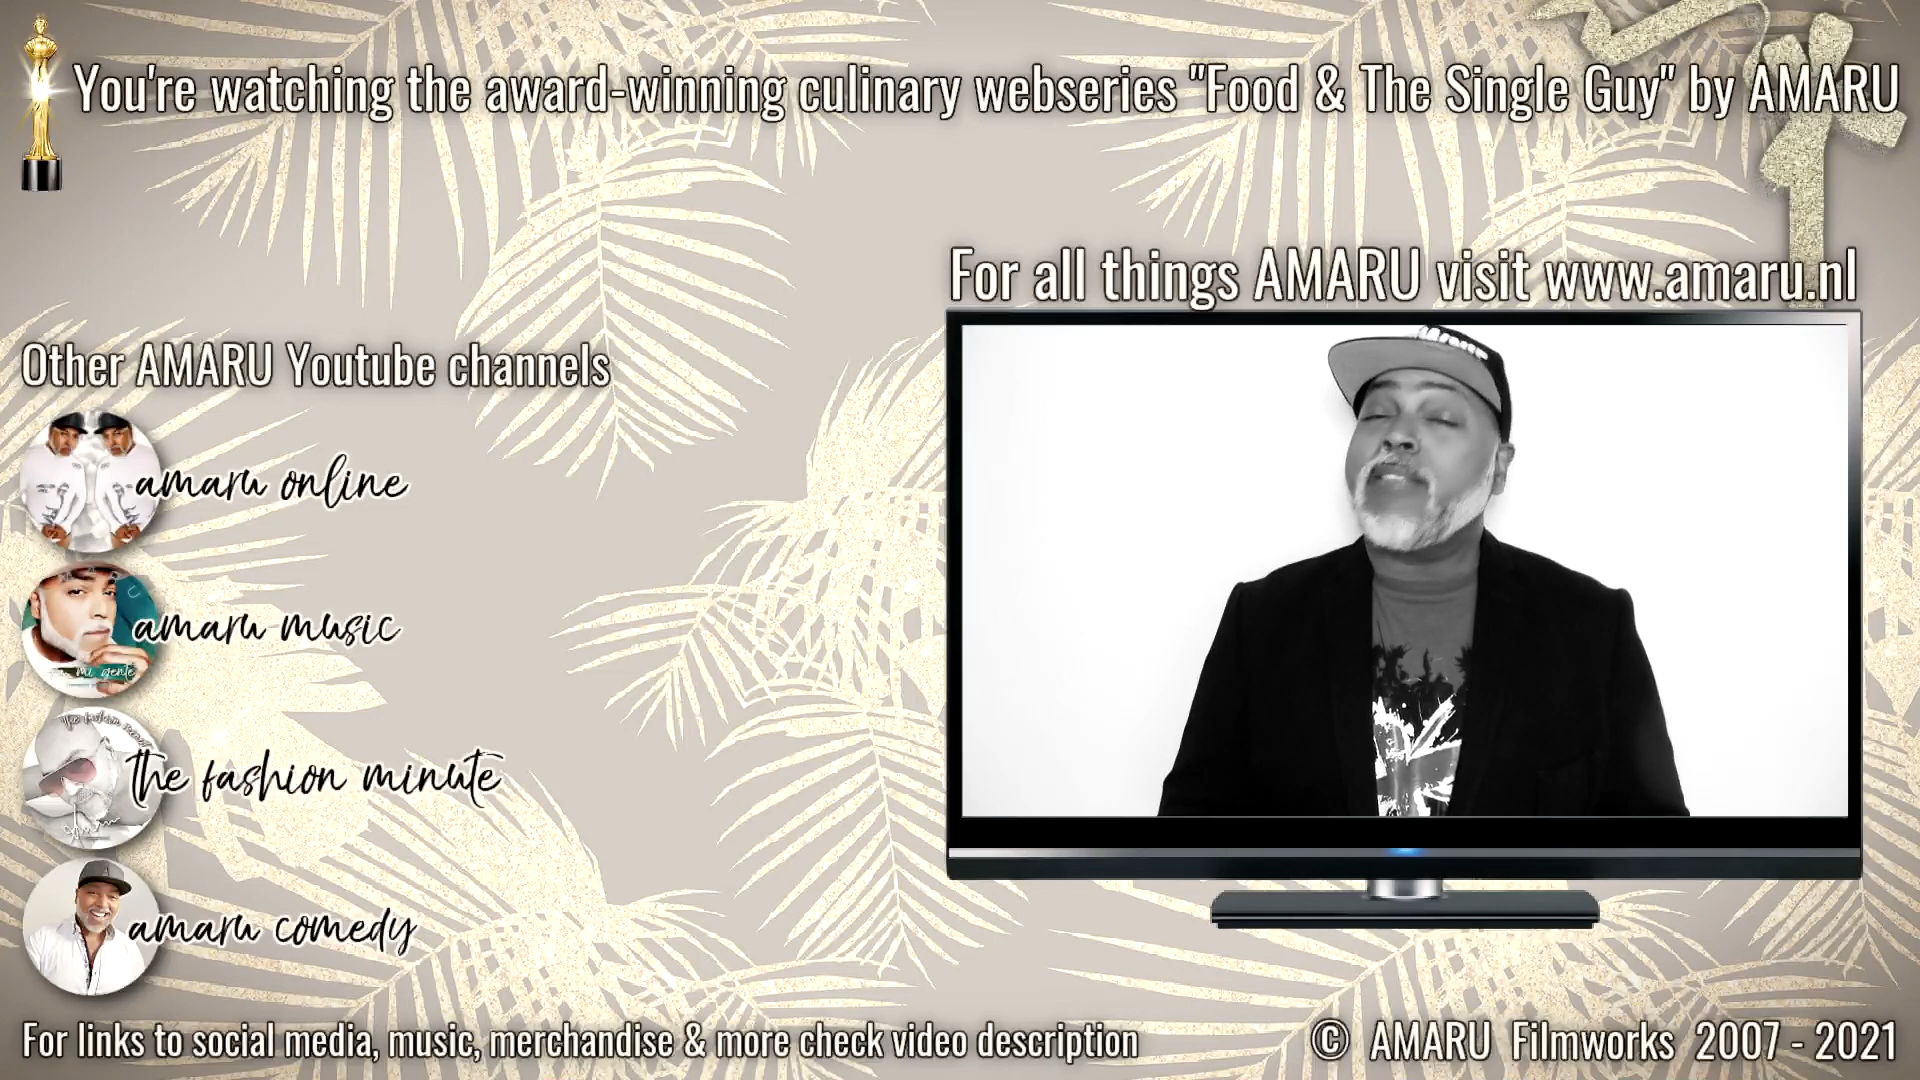 You're watching the award-winning culinary webseries "Food & The Single Guy" by AMARU
For all things AMARU visit www.amaru.nl
Other AMARU Youtube channels
amaru online
amaru music
mi gente
the fashion minute
amaru comedy
For links to social media, music, merchandise & more check video description
© AMARU Filmworks 2007 - 2021